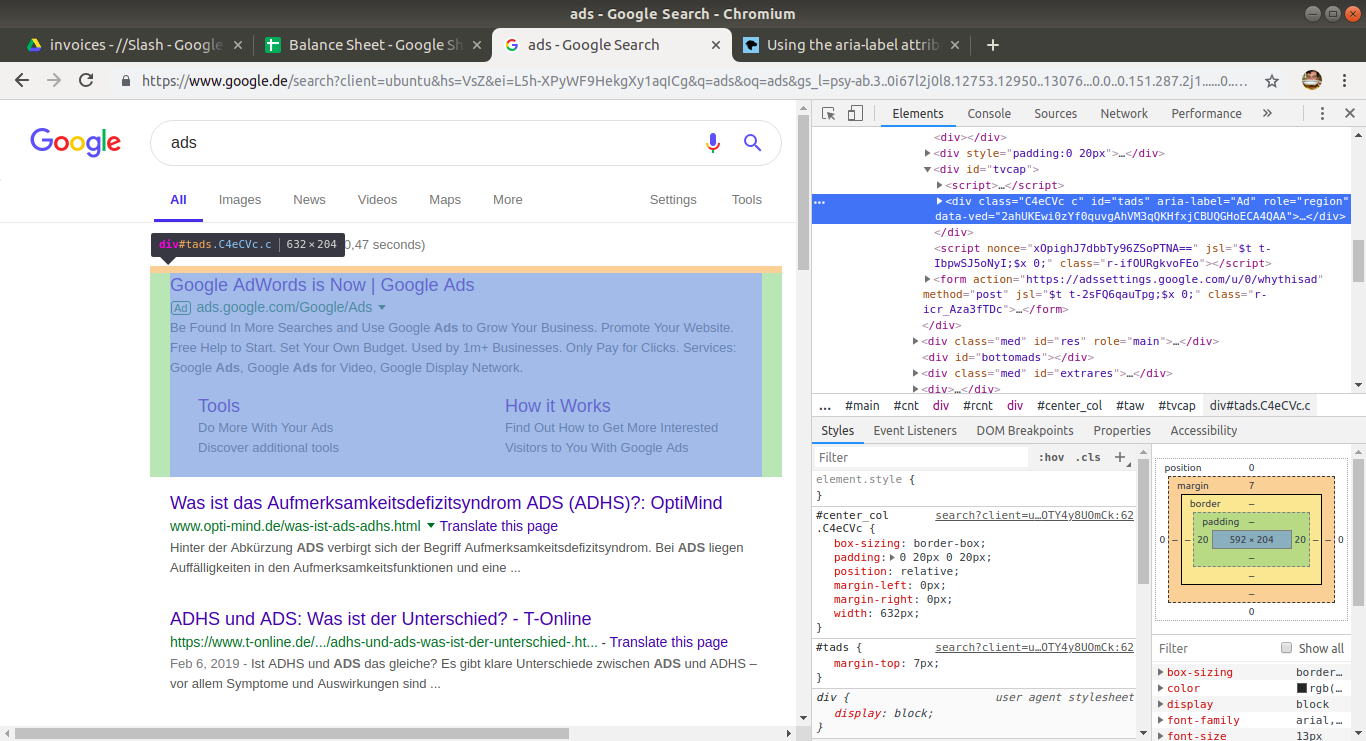 ads - Google Search - Chromium
invoices - //Slash - Google
Balance Sheet - Google Sh
ads - Google Search
Using the aria-label attrib
https://www.google.de/search?client=ubuntu&hs=VsZ&ei=L5h-XPyWF9HekgXy1aqICg&q=ads&oq=ads&gs_l=psy-ab.3..0i67l2j0l8.12753.12950..13076...0.0..0.151.287.2j1......0..…
Google
ads
All Images News Videos Maps More Settings Tools
div#tads.C4eCVc.c 632 × 204
0,47 seconds)
Google AdWords is Now | Google Ads
Ad ads.google.com/Google/Ads
Be Found In More Searches and Use Google Ads to Grow Your Business. Promote Your Website.
Free Help to Start. Set Your Own Budget. Used by 1m+ Businesses. Only Pay for Clicks. Services:
Google Ads, Google Ads for Video, Google Display Network.
Tools
Do More With Your Ads
Discover additional tools
How it Works
Find Out How to Get More Interested
Visitors to You With Google Ads
Was ist das Aufmerksamkeitsdefizitsyndrom ADS (ADHS)?: OptiMind
www.opti-mind.de/was-ist-ads-adhs.html Translate this page
Hinter der Abkürzung ADS verbirgt sich der Begriff Aufmerksamkeitsdefizitsyndrom. Bei ADS liegen
Auffälligkeiten in den Aufmerksamkeitsfunktionen und eine ...
ADHS und ADS: Was ist der Unterschied? - T-Online
https://www.t-online.de/.../adhs-und-ads-was-ist-der-unterschied-.ht... - Translate this page
Feb 6, 2019 - Ist ADHS und ADS das gleiche? Es gibt klare Unterschiede zwischen ADS und ADHS –
vor allem Symptome und Auswirkungen sind ...
Elements Console Sources Network Performance »
<div></div>
<div style="padding:0 20px">…</div>
<div id="tvcap">
<script>…</script>
<div class="C4eCVc c" id="tads" aria-label="Ad" role="region"
data-ved="2ahUKEwi0zYf0quvgAhVM3qQKHfxjCBUQGHoECA4QAA">…</div>
</div>
<script nonce="xOpighJ7dbbTy96ZSoPTNA==" jsl="$t t-
IbpwSJ5oNyI;$x 0;" class="r-ifOURgkvoFEo"></script>
<form action="https://adssettings.google.com/u/0/whythisad"
method="post" jsl="$t t-2sFQ6qauTpg;$x 0;" class="r-
icr_Aza3fTDc">…</form>
</div>
<div class="med" id="res" role="main">…</div>
<div id="bottomads"></div>
<div class="med" id="extrares">…</div>
<div>…</div>
... #main #cnt div #rcnt div #center_col #taw #tvcap div#tads.C4eCVc.c
Styles Event Listeners DOM Breakpoints Properties Accessibility
Filter :hov .cls +
element.style {
}
#center_col search?client=u…OTY4y8UOmCk:62
.C4eCVc {
box-sizing: border-box;
padding: 0 20px 0 20px;
position: relative;
margin-left: 0px;
margin-right: 0px;
width: 632px;
}
#tads { search?client=u…OTY4y8UOmCk:62
margin-top: 7px;
}
div { user agent stylesheet
display: block;
}
position 0
margin 7
border –
padding –
0 – – 20 592 × 204 20 – – 0
–
–
–
0
Filter Show all
box-sizing border…
color rgb(…
display block
font-family arial,…
font-size 13px